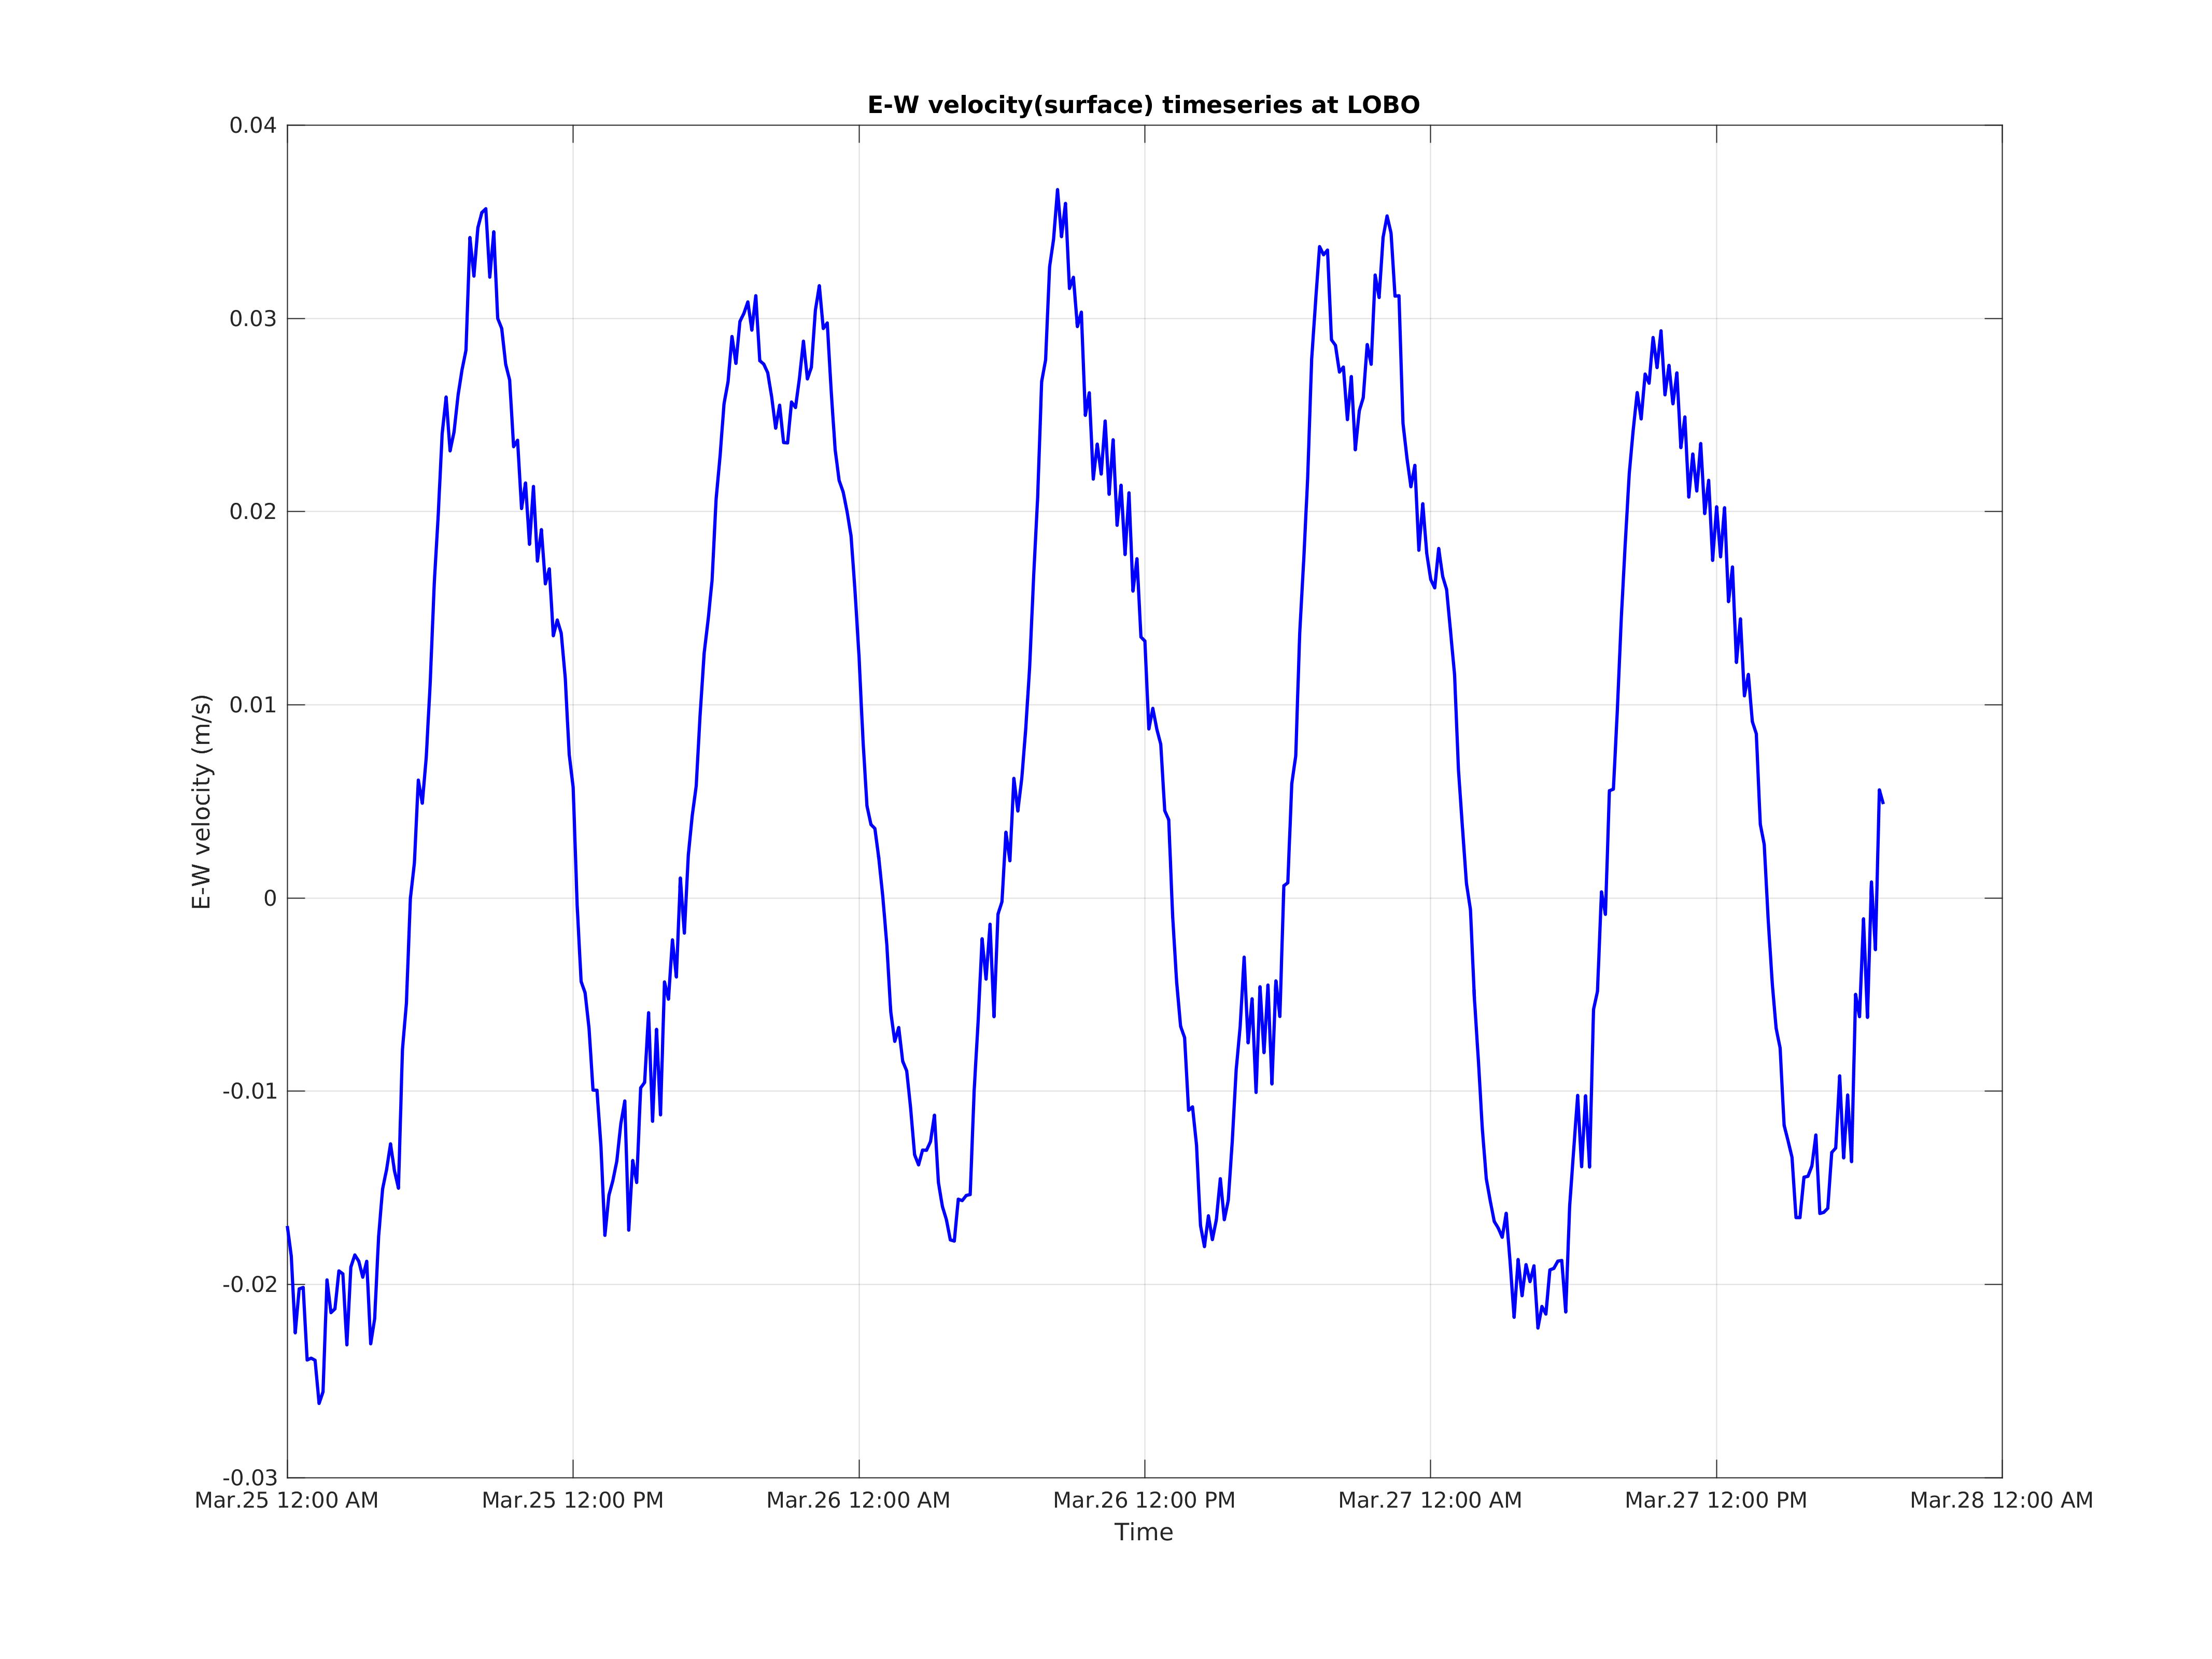 E-W velocity(surface) timeseries at LOBO
0.04
0.03
0.02
0.01
0
-0.01
-0.02
-0.03
E-W velocity (m/s)
Mar.25 12:00 AM
Mar.25 12:00 PM
Mar.26 12:00 AM
Mar.26 12:00 PM
Mar.27 12:00 AM
Mar.27 12:00 PM
Mar.28 12:00 AM
Time